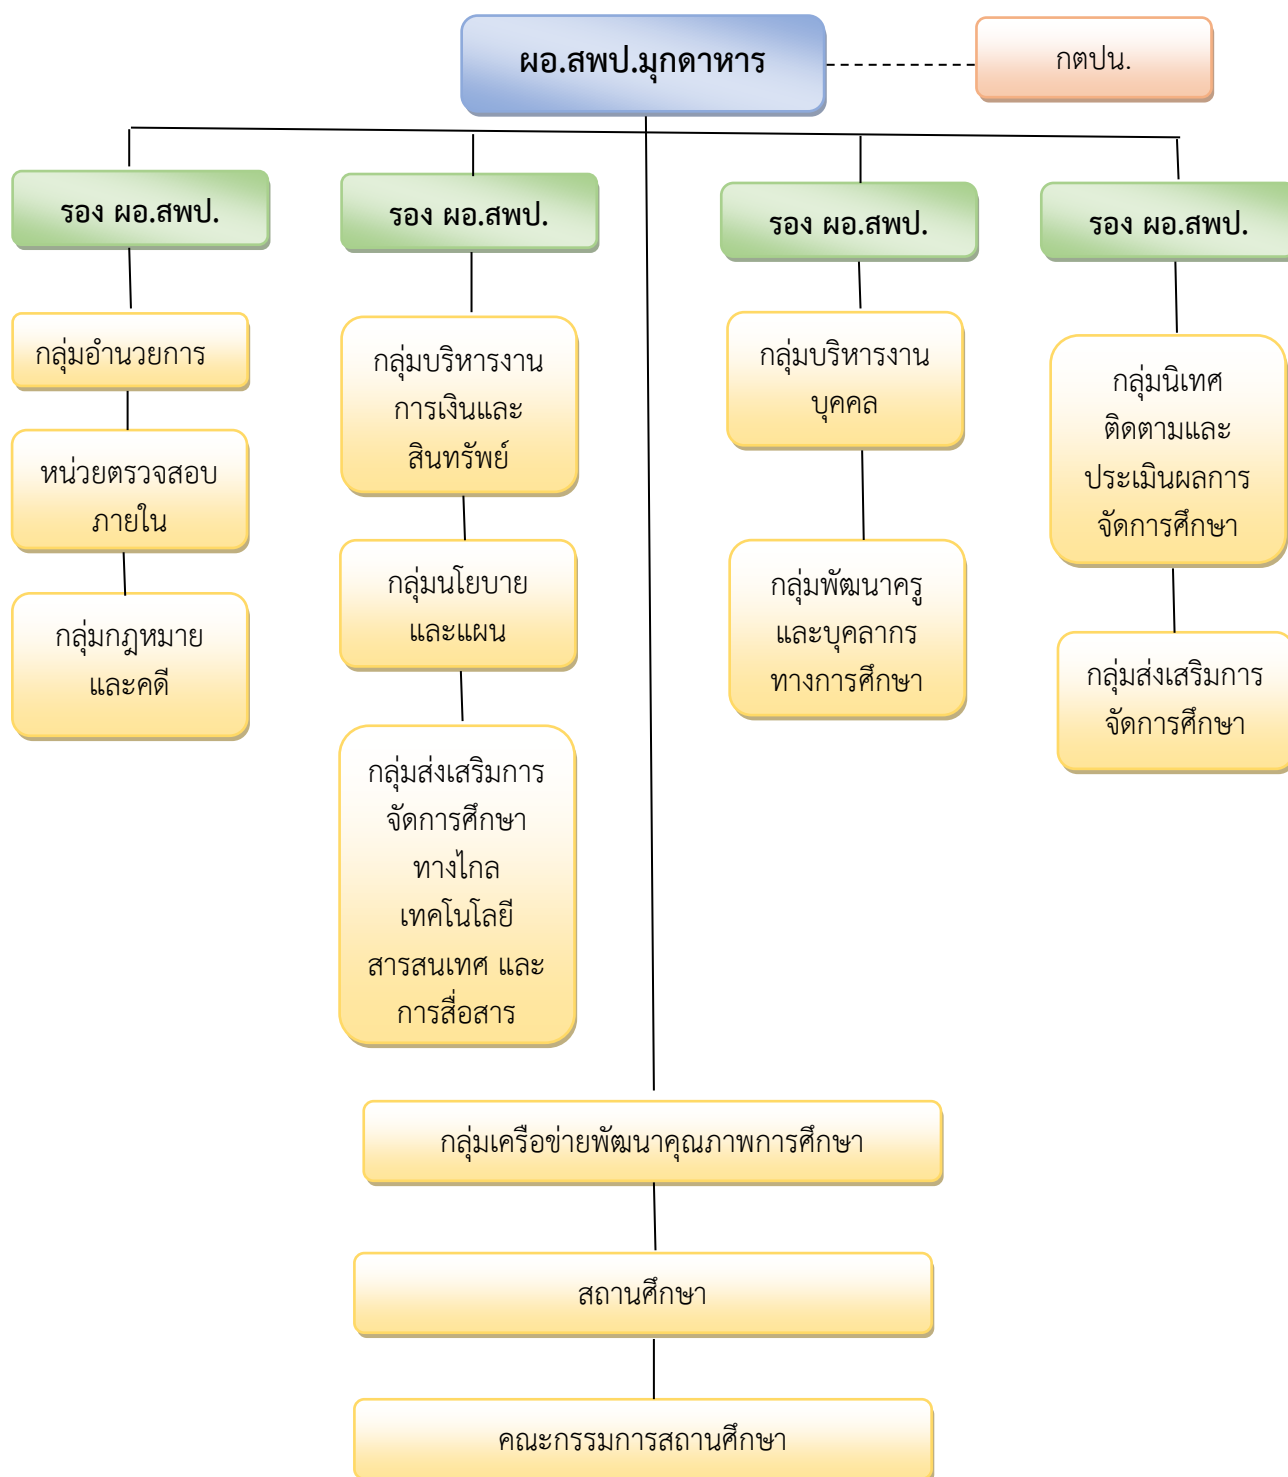 ผอ.สพป.มุกดาหาร
กตปน.
รอง ผอ.สพป.
รอง ผอ.สพป.
รอง ผอ.สพป.
รอง ผอ.สพป.
กลุ่มอำนวยการ
หน่วยตรวจสอบ
ภายใน
กลุ่มกฎหมาย
และคดี
กลุ่มบริหารงาน
การเงินและ
สินทรัพย์
กลุ่มนโยบาย
และแผน
กลุ่มส่งเสริมการ
จัดการศึกษา
ทางไกล
เทคโนโลยี
สารสนเทศ และ
การสื่อสาร
กลุ่มบริหารงาน
บุคคล
กลุ่มพัฒนาครู
และบุคลากร
ทางการศึกษา
กลุ่มนิเทศ
ติดตามและ
ประเมินผลการ
จัดการศึกษา
กลุ่มส่งเสริมการ
จัดการศึกษา
กลุ่มเครือข่ายพัฒนาคุณภาพการศึกษา
สถานศึกษา
คณะกรรมการสถานศึกษา